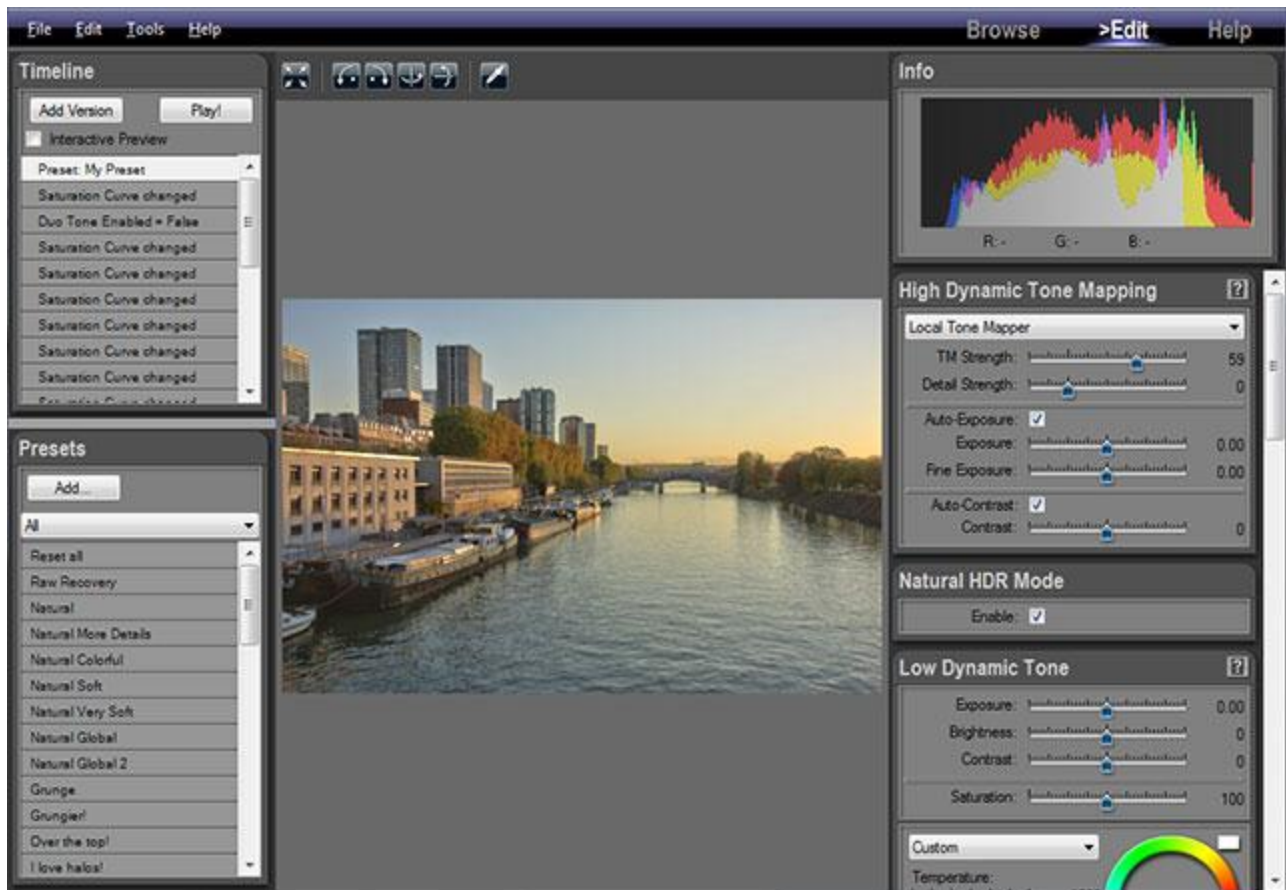 File Edit Tools Help
Browse >Edit Help
Timeline
Add Version Play!
Interactive Preview
Preset: My Preset
Saturation Curve changed
Duo Tone Enabled = False
Saturation Curve changed
Saturation Curve changed
Saturation Curve changed
Saturation Curve changed
Saturation Curve changed
Saturation Curve changed
Saturation Curve changed
Presets
Add...
All
Reset all
Raw Recovery
Natural
Natural More Details
Natural Colorful
Natural Soft
Natural Very Soft
Natural Global
Natural Global 2
Grunge
Grungier!
Over the top!
I love halos!
Info
R: - G: - B: -
High Dynamic Tone Mapping [?]
Local Tone Mapper
TM Strength: 59
Detail Strength: 0
Auto-Exposure:
Exposure: 0.00
Fine Exposure: 0.00
Auto-Contrast:
Contrast: 0
Natural HDR Mode
Enable:
Low Dynamic Tone [?]
Exposure: 0.00
Brightness: 0
Contrast: 0
Saturation: 100
Custom
Temperature: